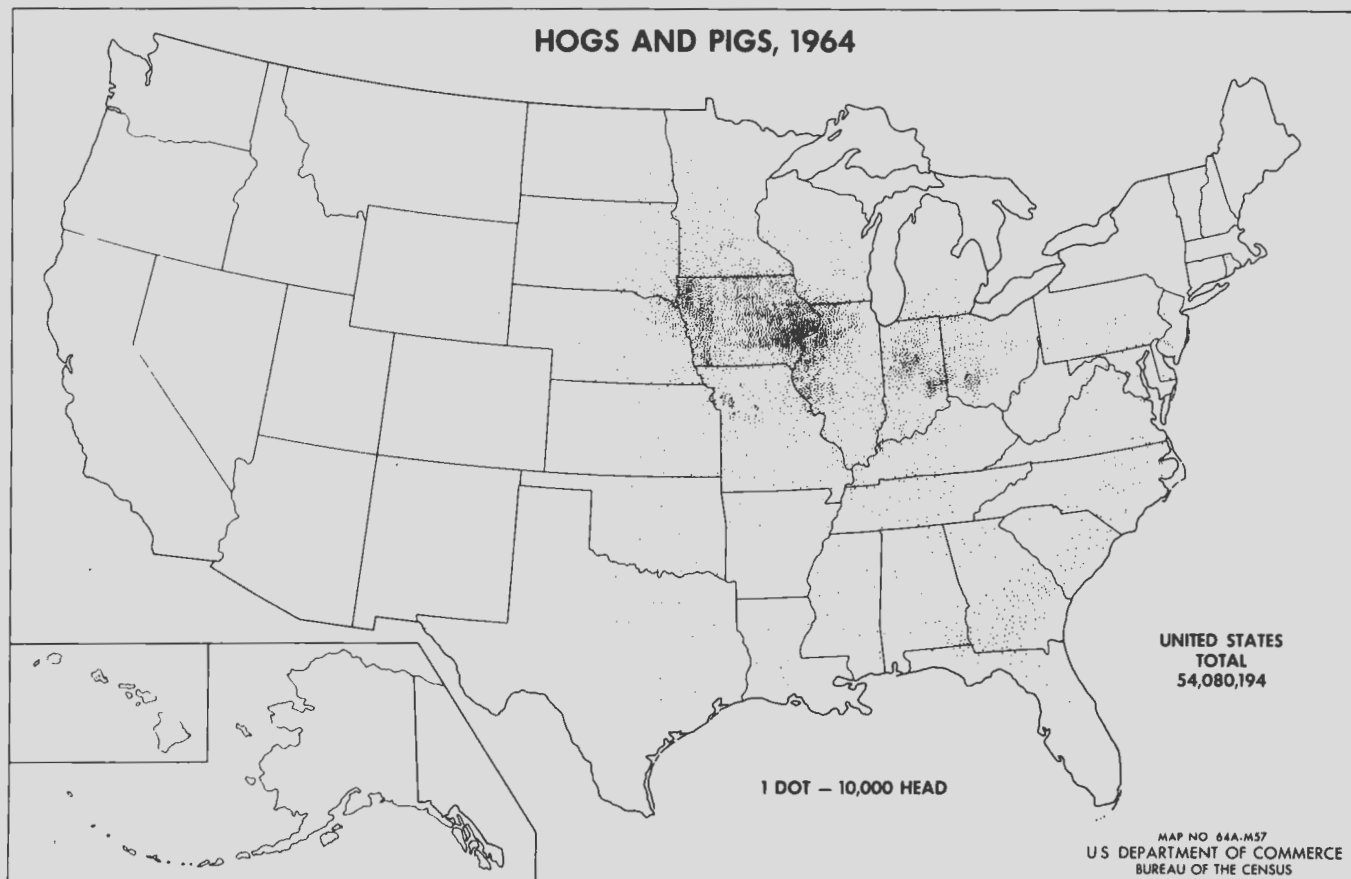 HOGS AND PIGS, 1964
UNITED STATES
TOTAL
54,080,194
1 DOT — 10,000 HEAD
MAP NO 64A-M57
U S DEPARTMENT OF COMMERCE
BUREAU OF THE CENSUS